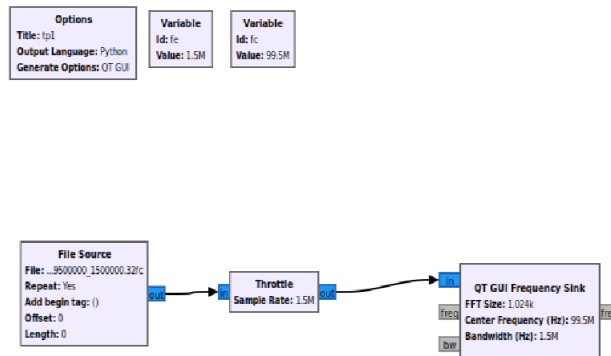 Options
Title: tp1
Output Language: Python
Generate Options: QT GUI
Variable
Id: fe
Value: 1.5M
Variable
Id: fc
Value: 99.5M
File Source
File: ...9500000_1500000.32fc
Repeat: Yes
Add begin tag: ()
Offset: 0
Length: 0
out
in
Throttle
Sample Rate: 1.5M
out
in
freq
bw
QT GUI Frequency Sink
FFT Size: 1.024k
Center Frequency (Hz): 99.5M
Bandwidth (Hz): 1.5M
fre